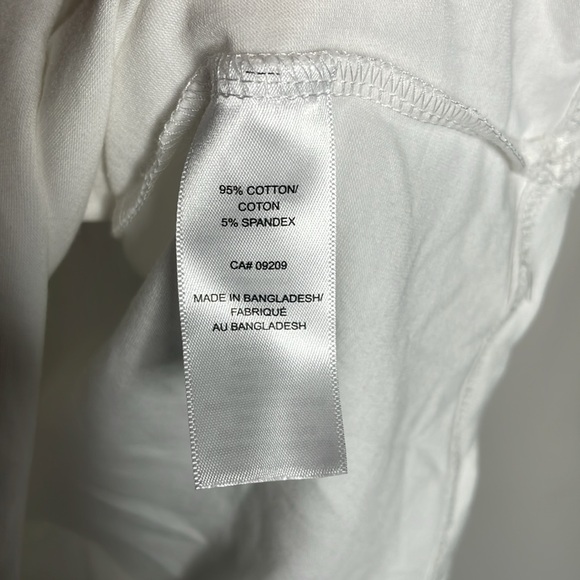 95% COTTON/
COTON
5% SPANDEX
CA# 09209
MADE IN BANGLADESH/
FABRIQUÉ
AU BANGLADESH